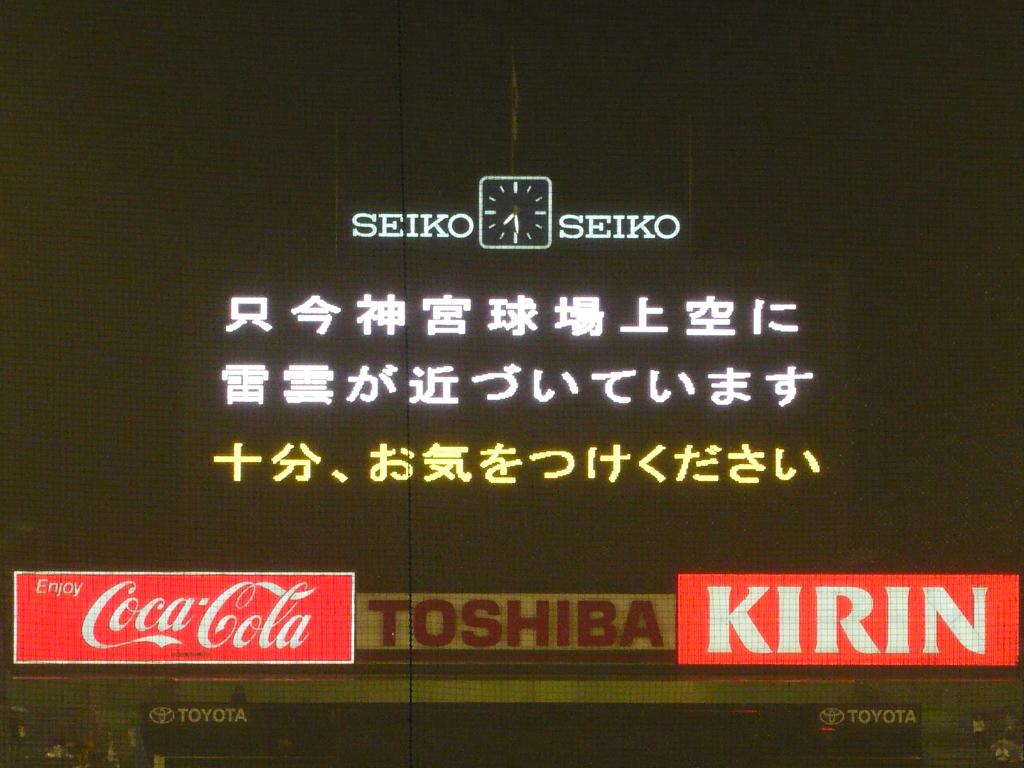 SEIKO SEIKO
只今神宮球場上空に
雷雲が近づいています
十分、お気をつけください
Enjoy
Coca-Cola
TOSHIBA
KIRIN
TOYOTA TOYOTA